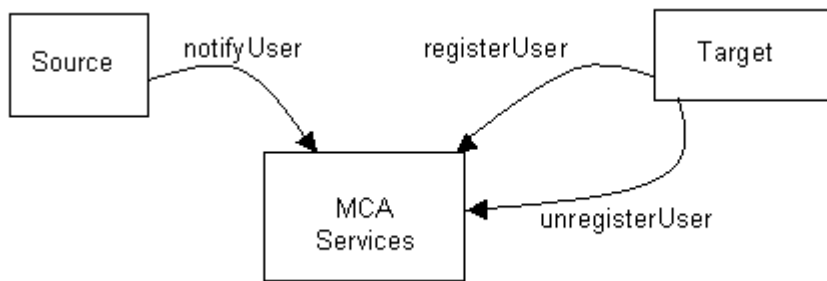 Source
notifyUser
registerUser
Target
MCA
Services
unregisterUser